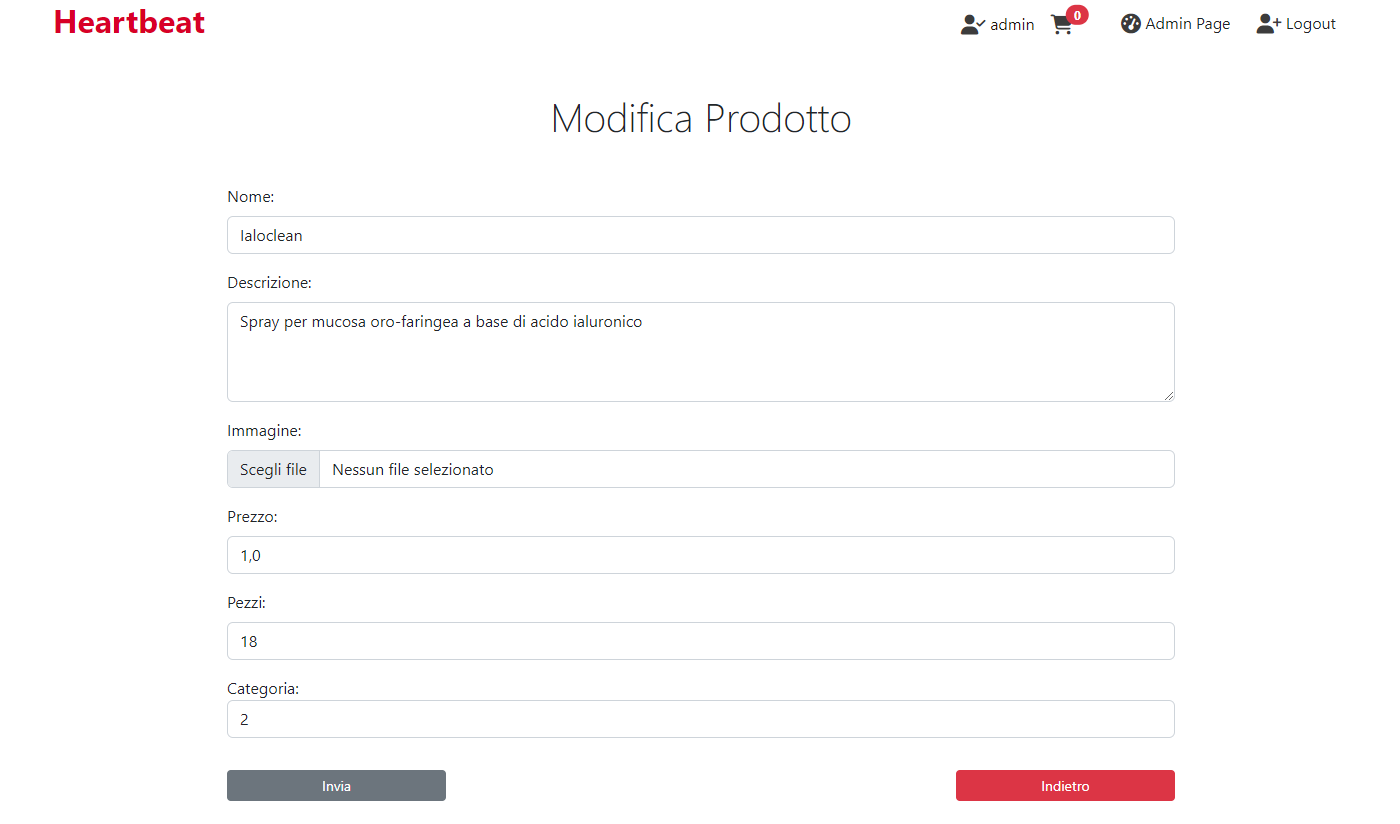 Heartbeat
admin 0 Admin Page Logout
Modifica Prodotto
Nome:
Ialoclean
Descrizione:
Spray per mucosa oro-faringea a base di acido ialuronico
Immagine:
Scegli file Nessun file selezionato
Prezzo:
1,0
Pezzi:
18
Categoria:
2
Invia Indietro